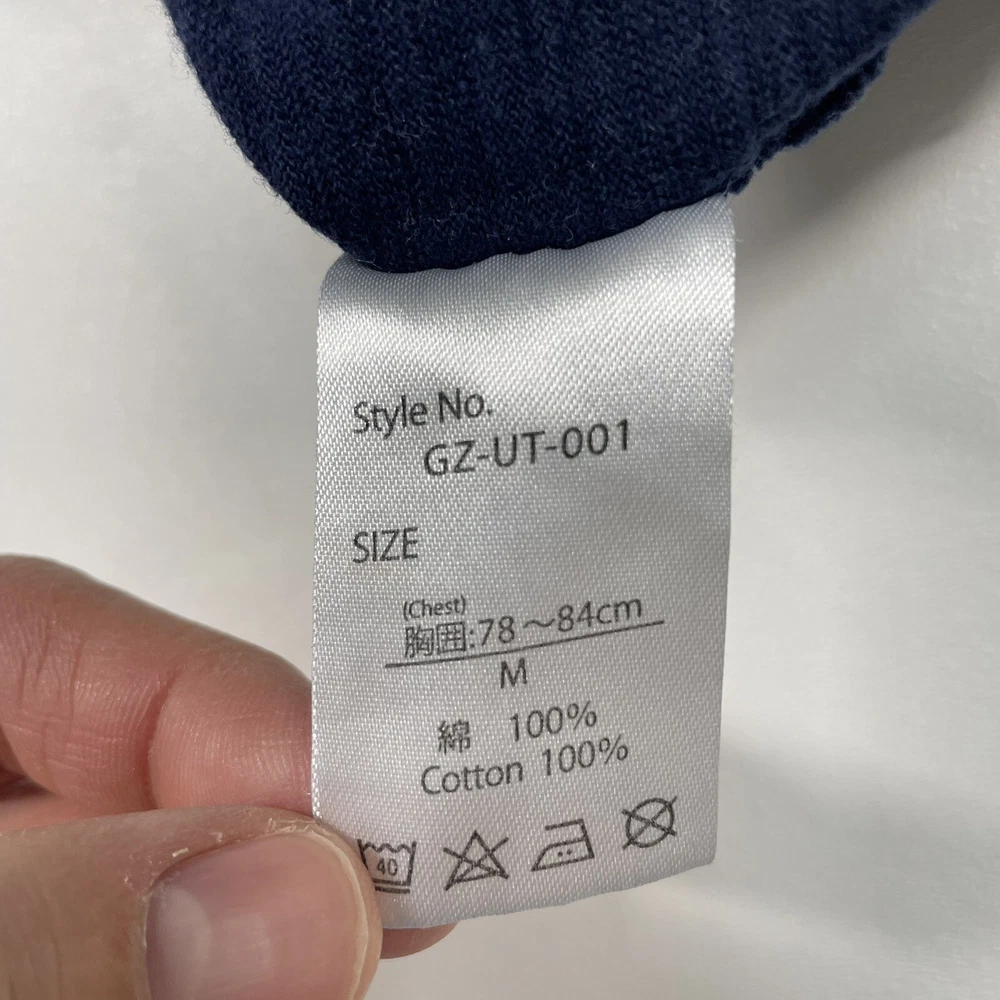 Style No.
GZ-UT-001
SIZE
(Chest)
胸囲:78～84cm
M
綿 100%
Cotton 100%
40